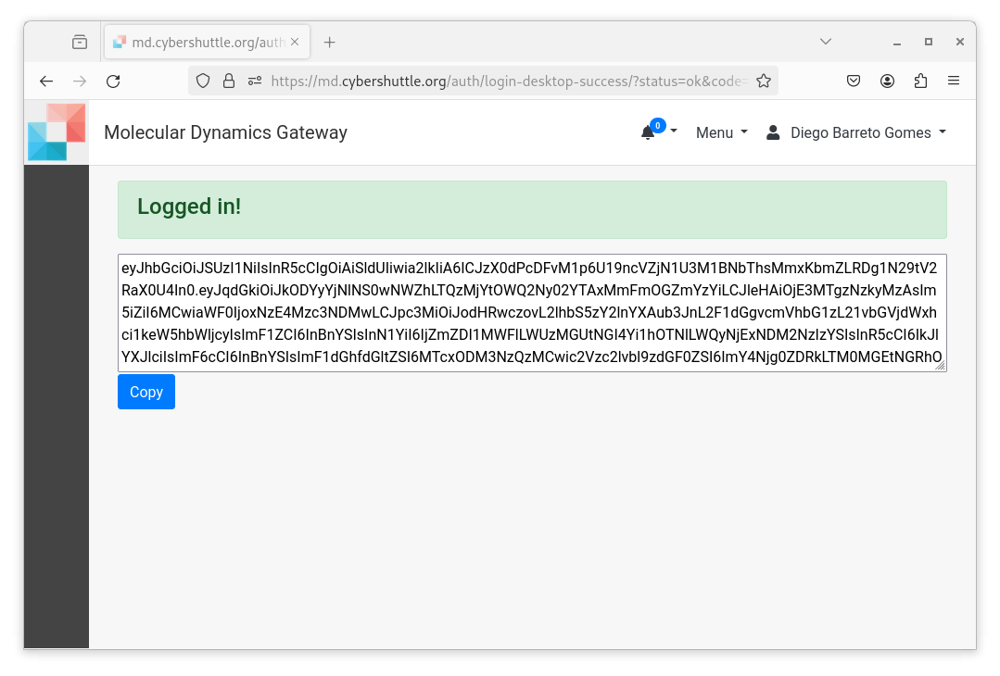 md.cybershuttle.org/auth
https://md.cybershuttle.org/auth/login-desktop-success/?status=ok&code=
Molecular Dynamics Gateway
0
Menu
Diego Barreto Gomes
Logged in!
eyJhbGciOiJSUzI1NiIsInR5cCIgOiAiSldUIiwia2lkIiA6ICJzX0dPcDFvM1p6U19ncVZjN1U3M1BNbThsMmxKbmZLRDg1N29tV2
RaX0U4In0.eyJqdGkiOiJkODYyYjNlNS0wNWZhLTQzMjYtOWQ2Ny02YTAxMmFmOGZmYzYiLCJleHAiOjE3MTgzNzkyMzAsIm
5iZiI6MCwiaWF0IjoxNzE4Mzc3NDMwLCJpc3MiOiJodHRwczovL2lhbS5zY2lnYXAub3JnL2F1dGgvcmVhbG1zL21vbGVjdWxh
ci1keW5hbWljcyIsImF1ZCI6InBnYSIsInN1YiI6IjZmZDI1MWFlLWUzMGUtNGI4Yi1hOTNlLWQyNjExNDM2NzIzYSIsInR5cCI6IkJl
YXJlciIsImF6cCI6InBnYSIsImF1dGhfdGltZSI6MTcxODM3NzQzMCwic2Vzc2lvbl9zdGF0ZSI6ImY4Njg0ZDRkLTM0MGEtNGRhO
Copy